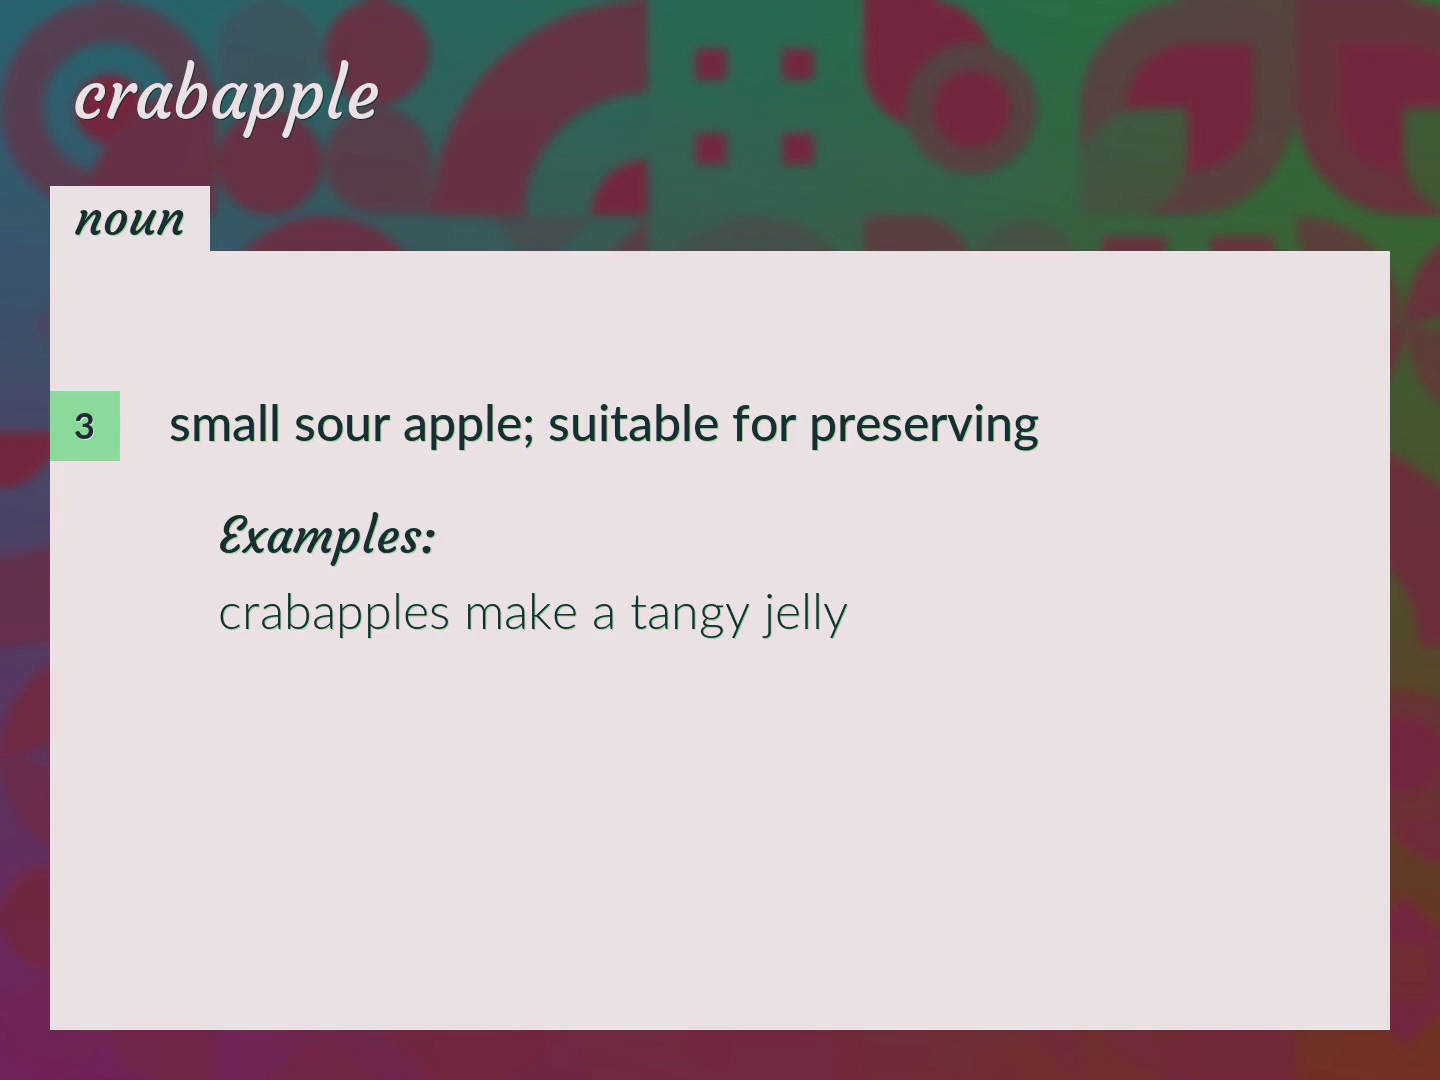 crabapple
noun
3 small sour apple; suitable for preserving
Examples:
crabapples make a tangy jelly